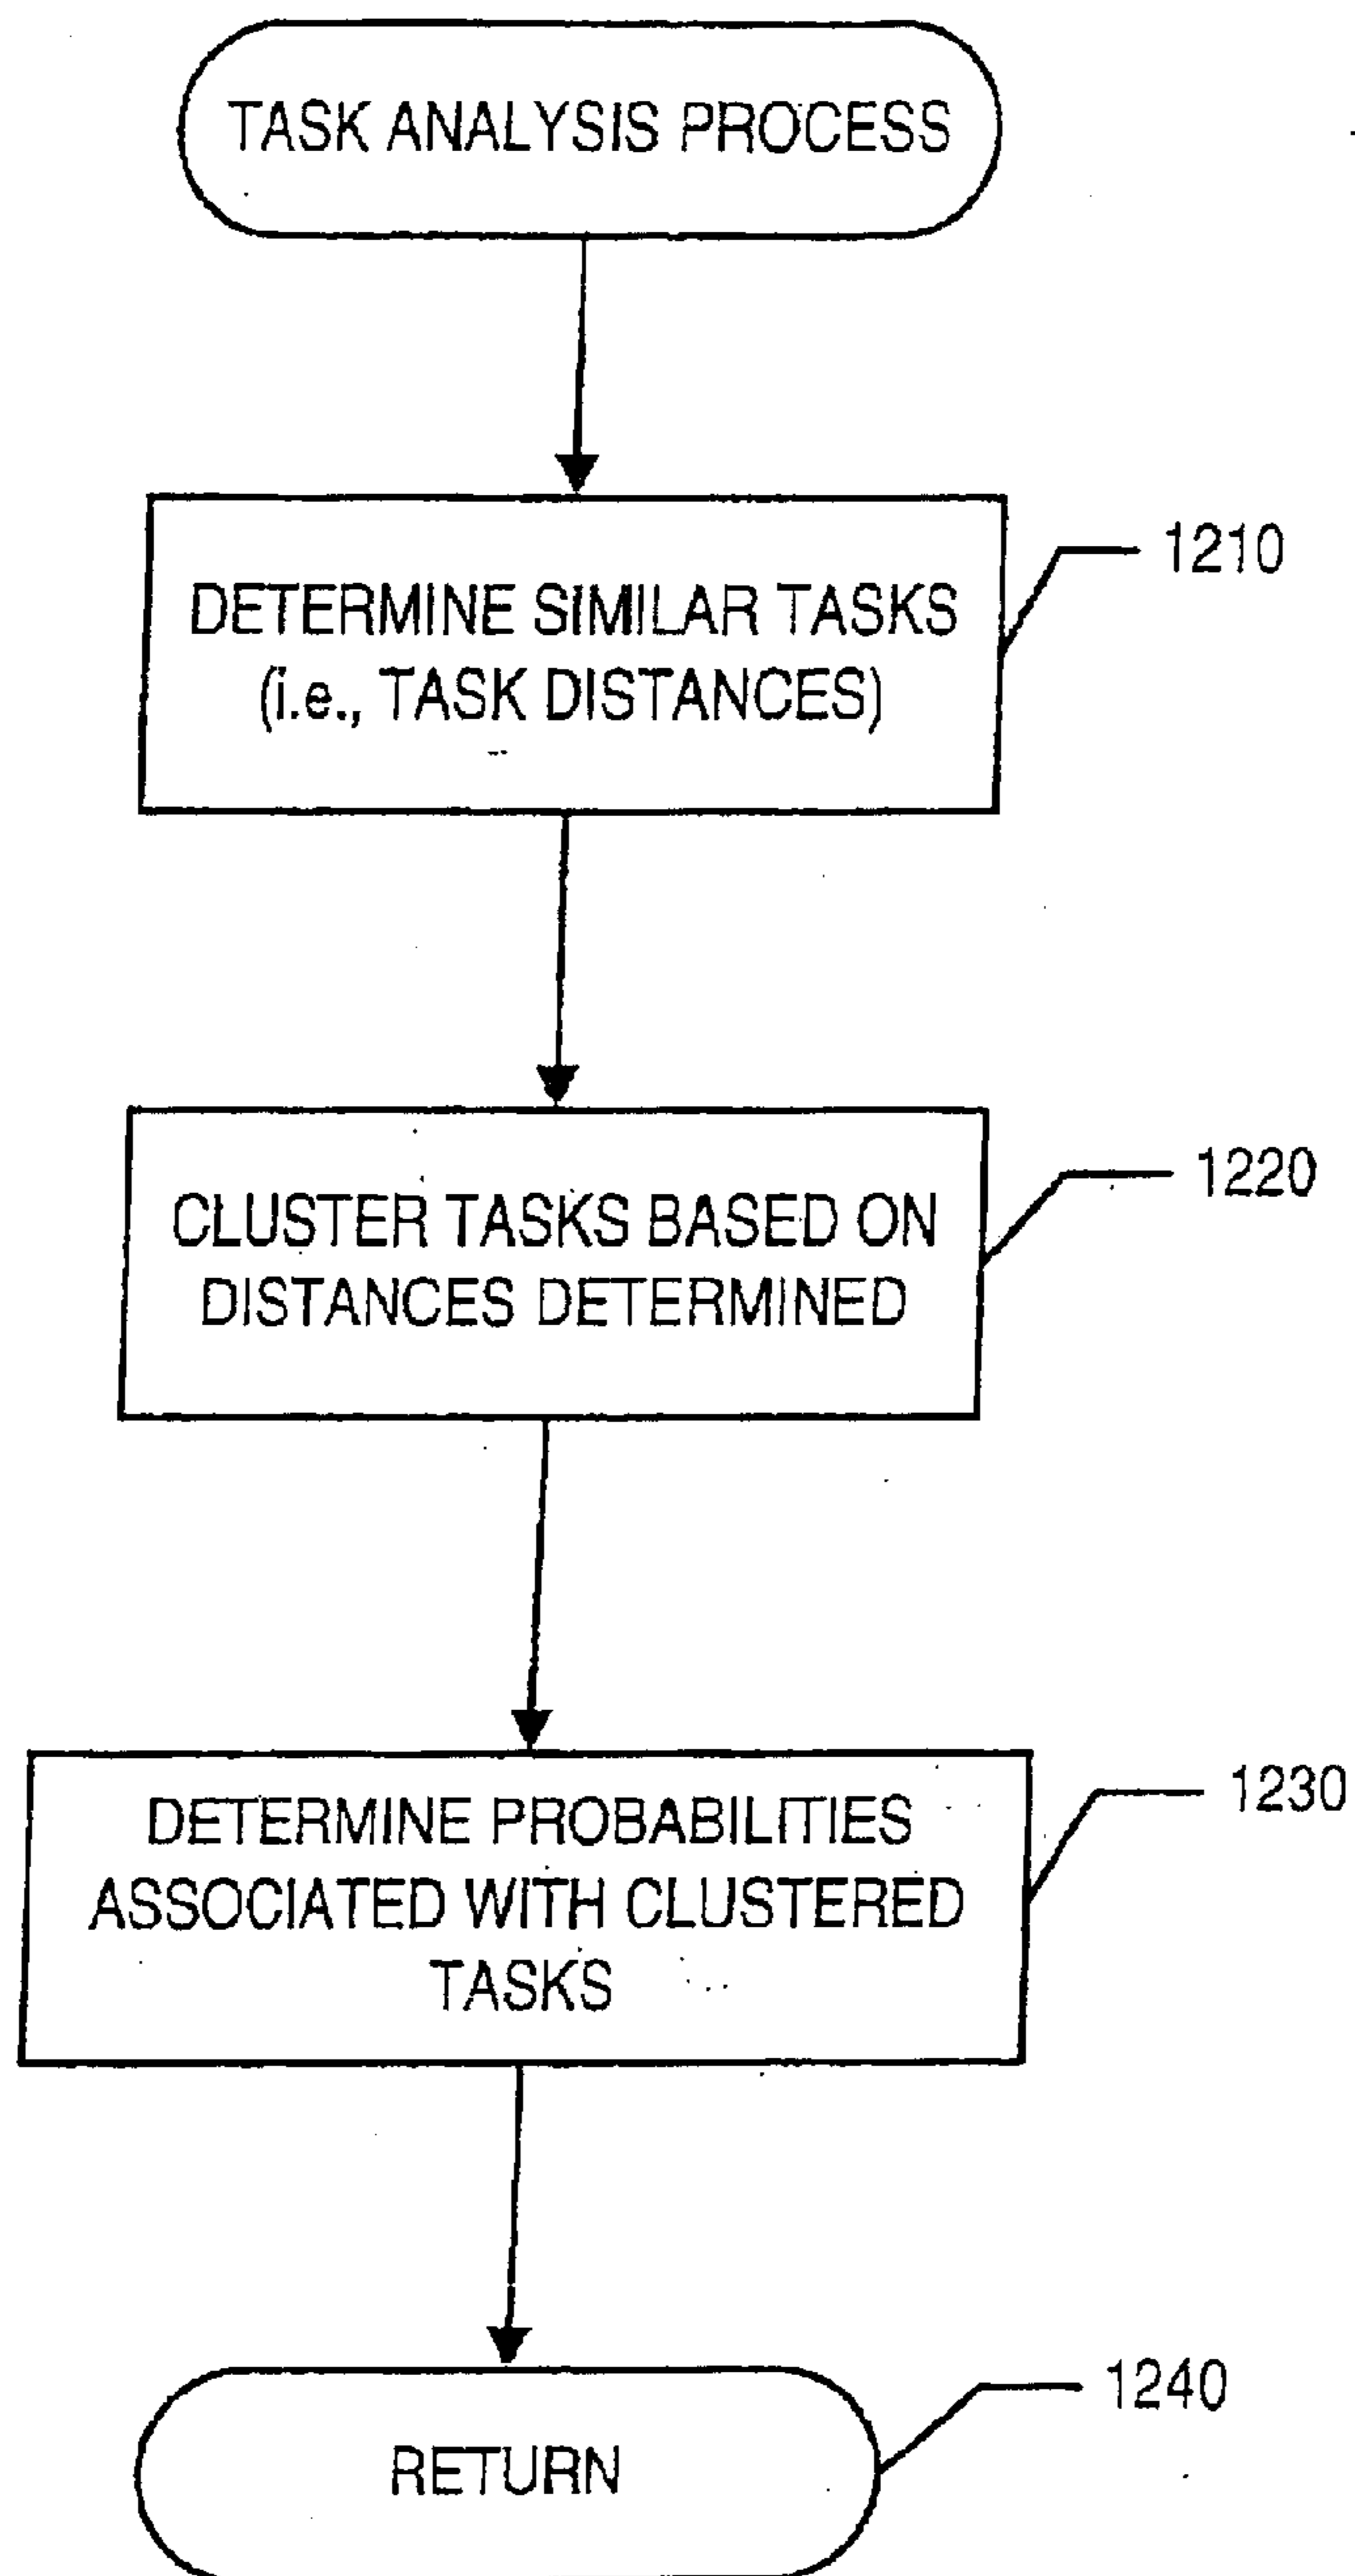 TASK ANALYSIS PROCESS
1210
DETERMINE SIMILAR TASKS
(i.e., TASK DISTANCES)
1220
CLUSTER TASKS BASED ON
DISTANCES DETERMINED
1230
DETERMINE PROBABILITIES
ASSOCIATED WITH CLUSTERED
TASKS
1240
RETURN